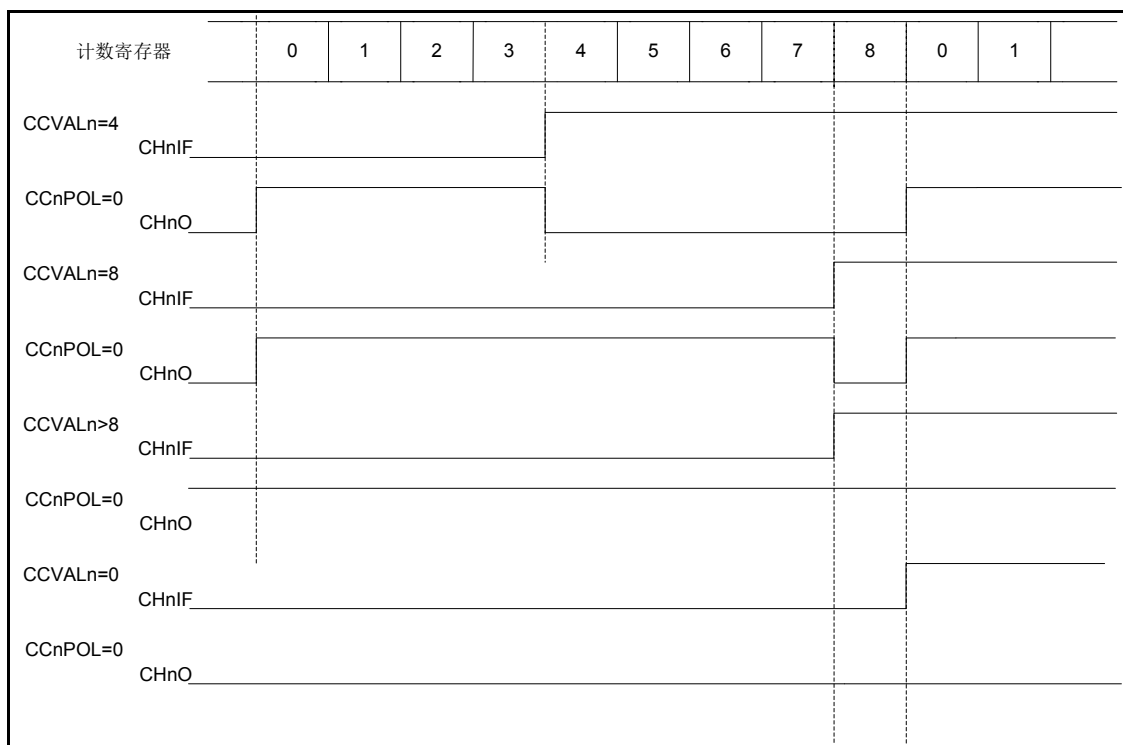 计数寄存器 0 1 2 3 4 5 6 7 8 0 1
CCVALn=4
CHnIF
CCnPOL=0
CHnO
CCVALn=8
CHnIF
CCnPOL=0
CHnO
CCVALn>8
CHnIF
CCnPOL=0
CHnO
CCVALn=0
CHnIF
CCnPOL=0
CHnO